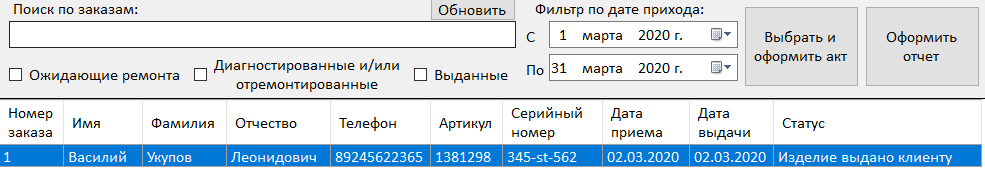 Поиск по заказам:
Обновить
Фильтр по дате прихода:
С 1 марта 2020 г.
Выбрать и
оформить акт
Оформить
отчет
Ожидающие ремонта
Диагностированные и/или
отремонтированные
Выданные
По 31 марта 2020 г.
Номер
заказа
Имя
Фамилия
Отчество
Телефон
Артикул
Серийный
номер
Дата
приема
Дата
выдачи
Статус
1 Василий Укупов Леонидович 89245622365 1381298 345-st-562 02.03.2020 02.03.2020 Изделие выдано клиенту